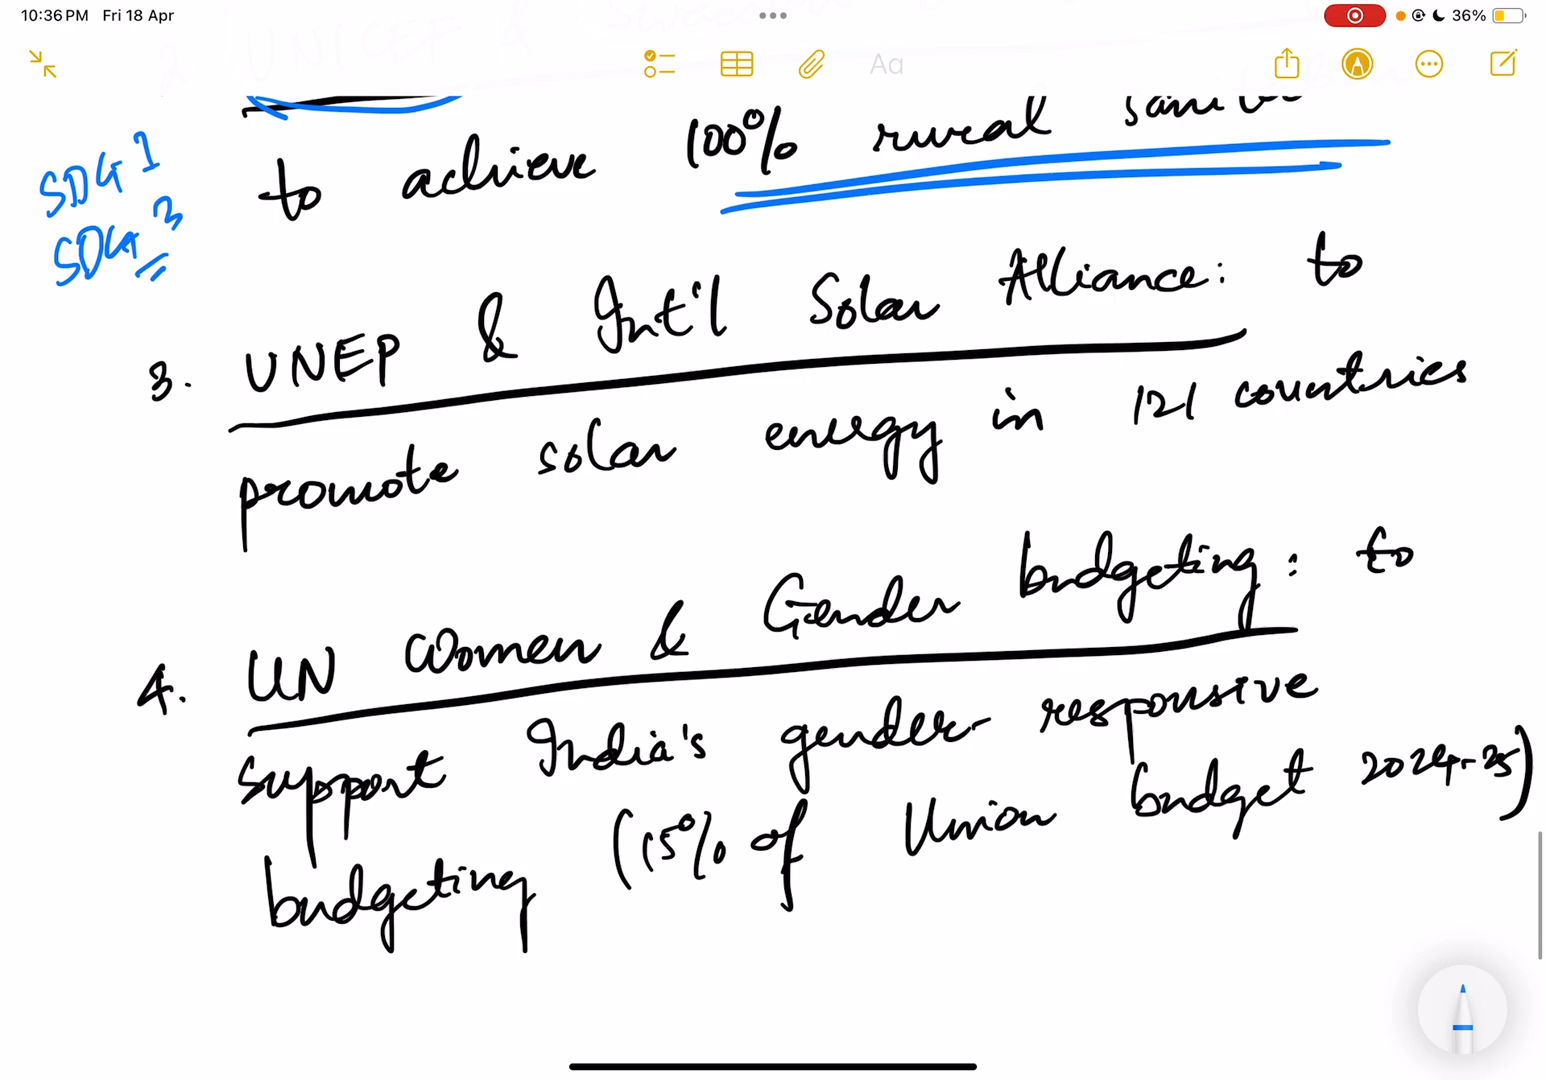 10:36 PM Fri 18 Apr
36%
Aa
2. UNICEF &
to achieve 100% rural
SDG 1
SDG 3
3. UNEP & Int'l Solar Alliance: to
promote solar energy in 121 countries
4. UN Women & Gender budgeting: to
support India's gender-responsive
budgeting (15% of Union budget 2024-25)